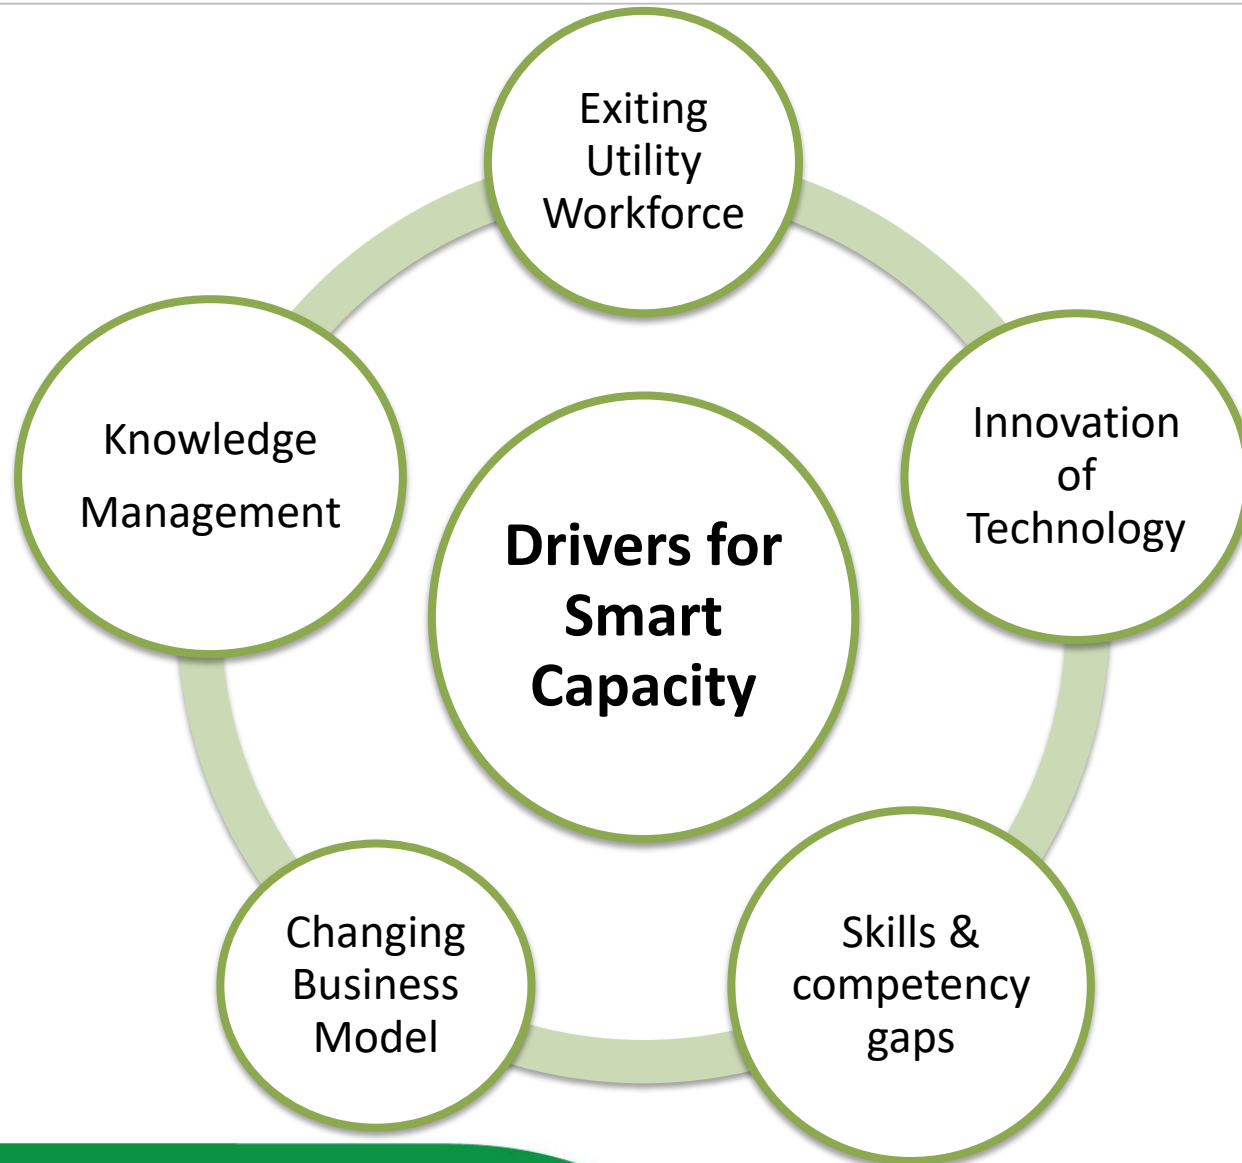 Exiting
Utility
Workforce
Knowledge
Management
Innovation
of
Technology
Drivers for
Smart
Capacity
Changing
Business
Model
Skills &
competency
gaps